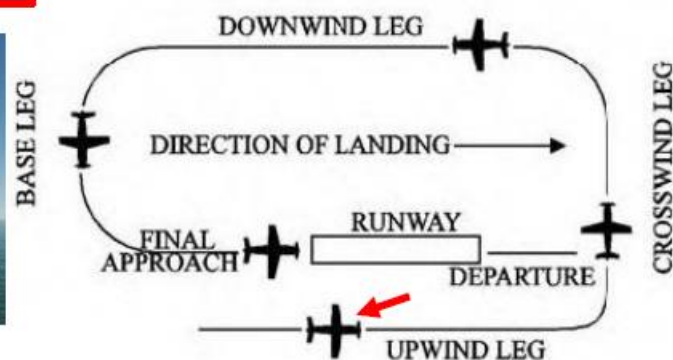 DOWNWIND LEG
BASE LEG
DIRECTION OF LANDING
CROSSWIND LEG
RUNWAY
FINAL
APPROACH
DEPARTURE
UPWIND LEG